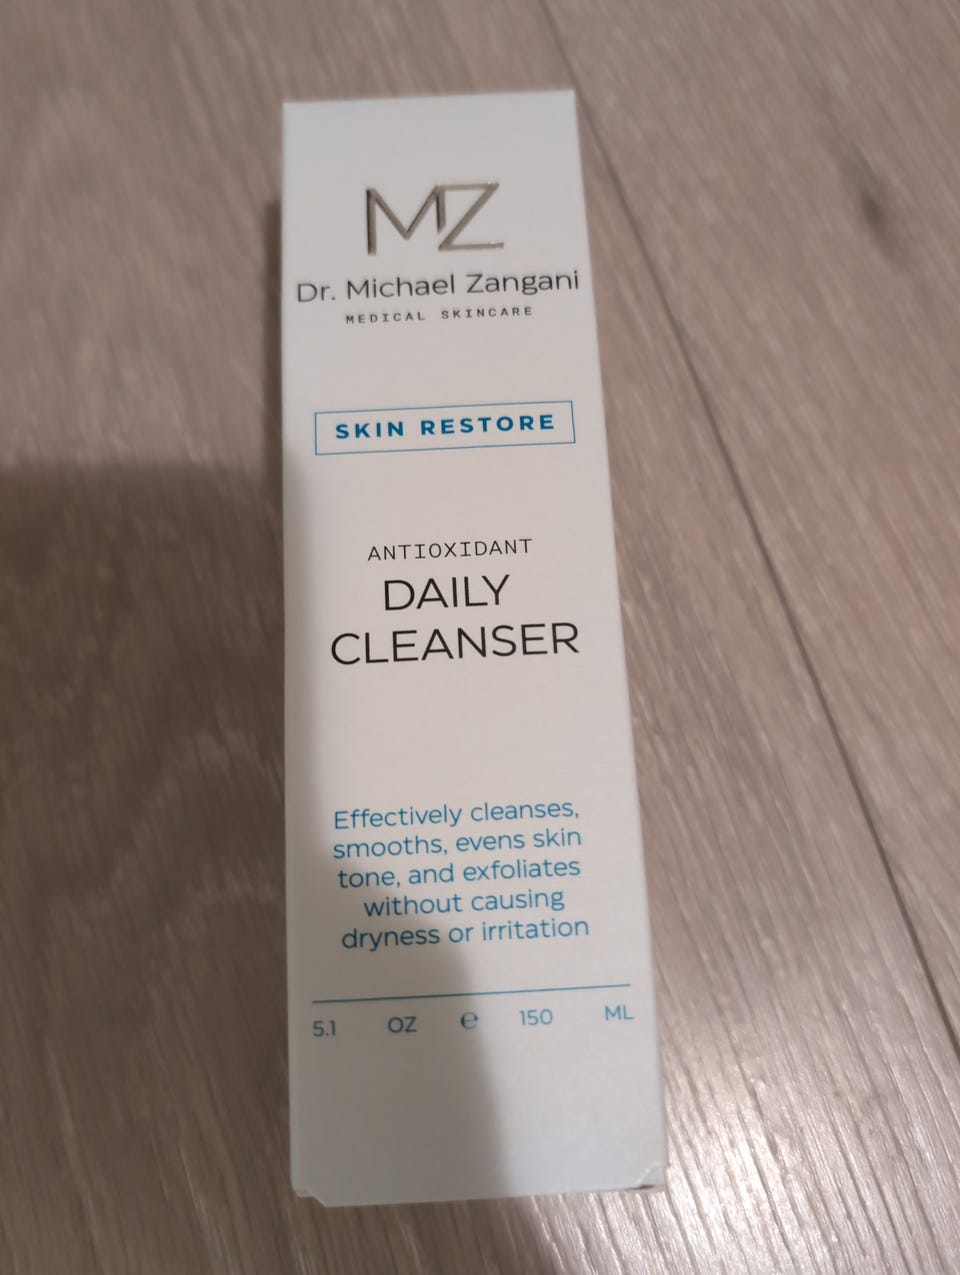 MZ
Dr. Michael Zangani
MEDICAL SKINCARE
SKIN RESTORE
ANTIOXIDANT
DAILY
CLEANSER
Effectively cleanses,
smooths, evens skin
tone, and exfoliates
without causing
dryness or irritation
5.1 OZ ℮ 150 ML